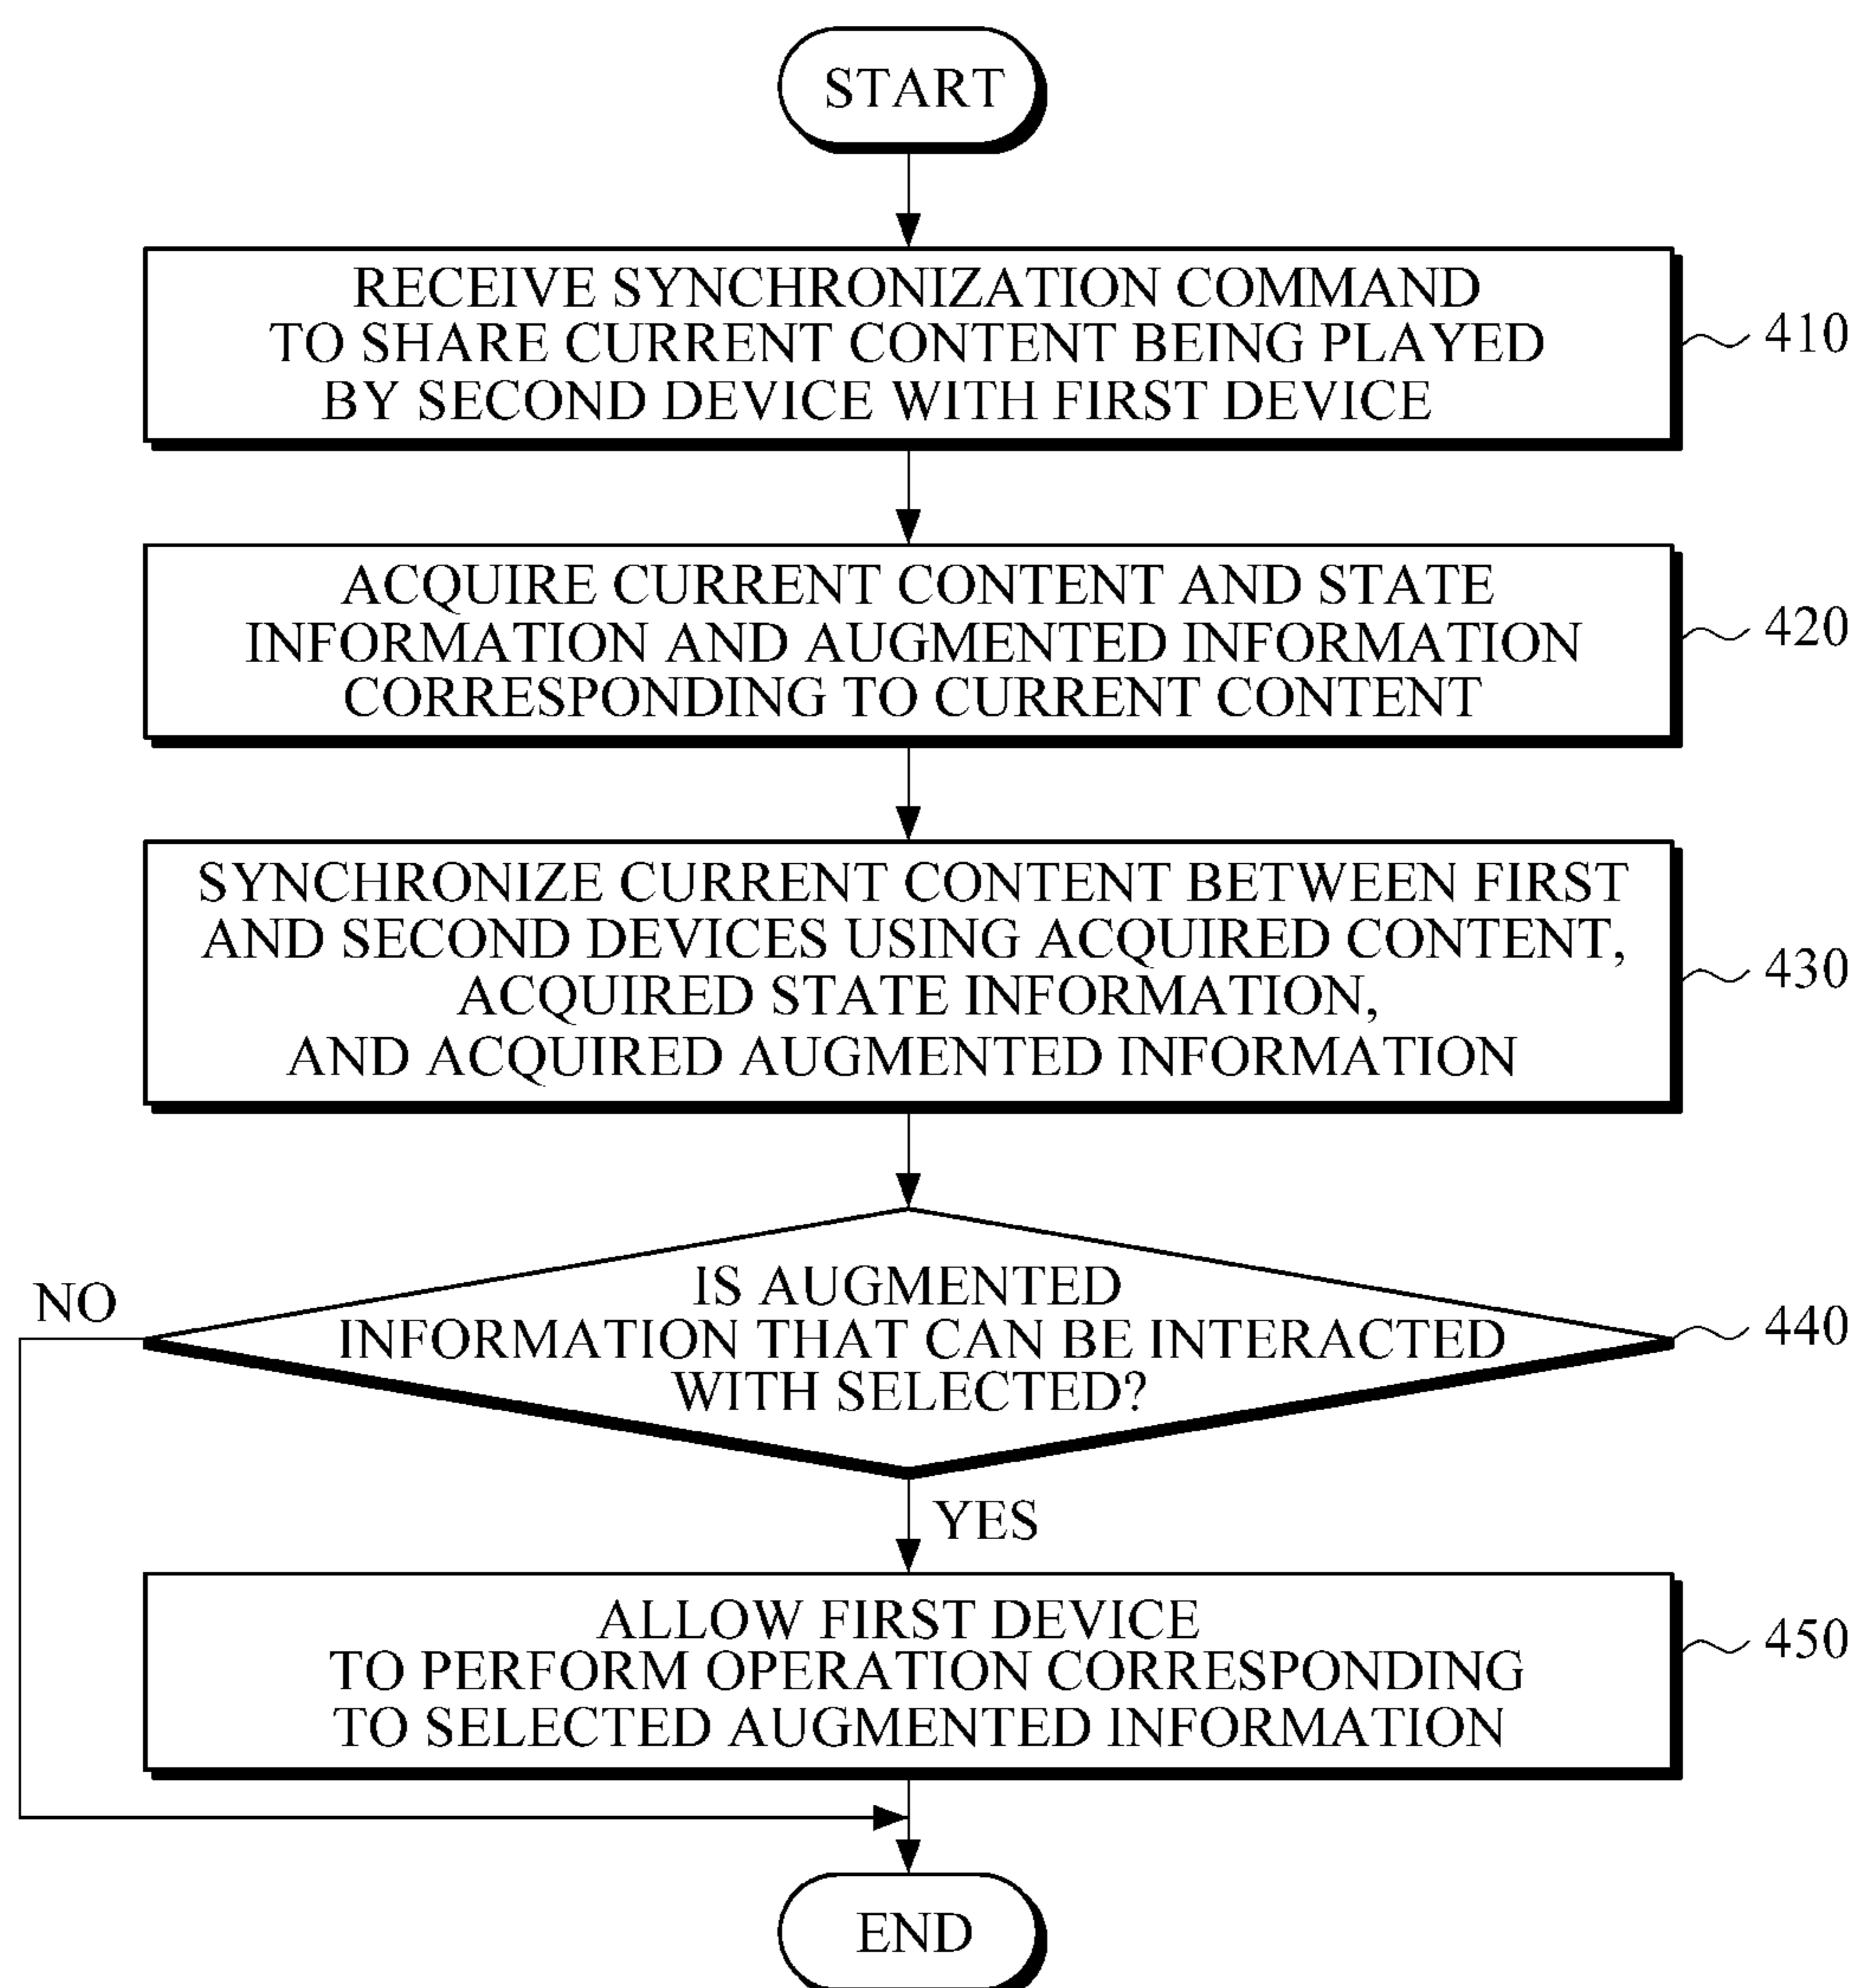 START
RECEIVE SYNCHRONIZATION COMMAND
TO SHARE CURRENT CONTENT BEING PLAYED
BY SECOND DEVICE WITH FIRST DEVICE
410
ACQUIRE CURRENT CONTENT AND STATE
INFORMATION AND AUGMENTED INFORMATION
CORRESPONDING TO CURRENT CONTENT
420
SYNCHRONIZE CURRENT CONTENT BETWEEN FIRST
AND SECOND DEVICES USING ACQUIRED CONTENT,
ACQUIRED STATE INFORMATION,
AND ACQUIRED AUGMENTED INFORMATION
430
IS AUGMENTED
INFORMATION THAT CAN BE INTERACTED
WITH SELECTED?
440
NO
YES
ALLOW FIRST DEVICE
TO PERFORM OPERATION CORRESPONDING
TO SELECTED AUGMENTED INFORMATION
450
END